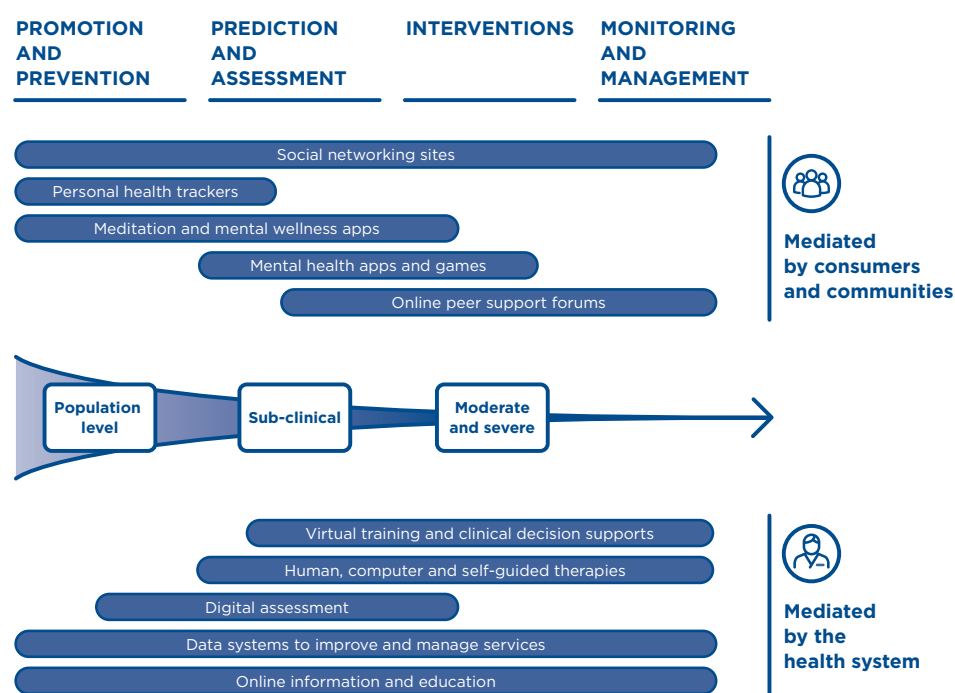 PROMOTION
AND
PREVENTION
PREDICTION
AND
ASSESSMENT
INTERVENTIONS
MONITORING
AND
MANAGEMENT
Social networking sites
Personal health trackers
Meditation and mental wellness apps
Mental health apps and games
Online peer support forums
Mediated
by consumers
and communities
Population
level
Sub-clinical
Moderate
and severe
Virtual training and clinical decision supports
Human, computer and self-guided therapies
Digital assessment
Data systems to improve and manage services
Online information and education
Mediated
by the
health system